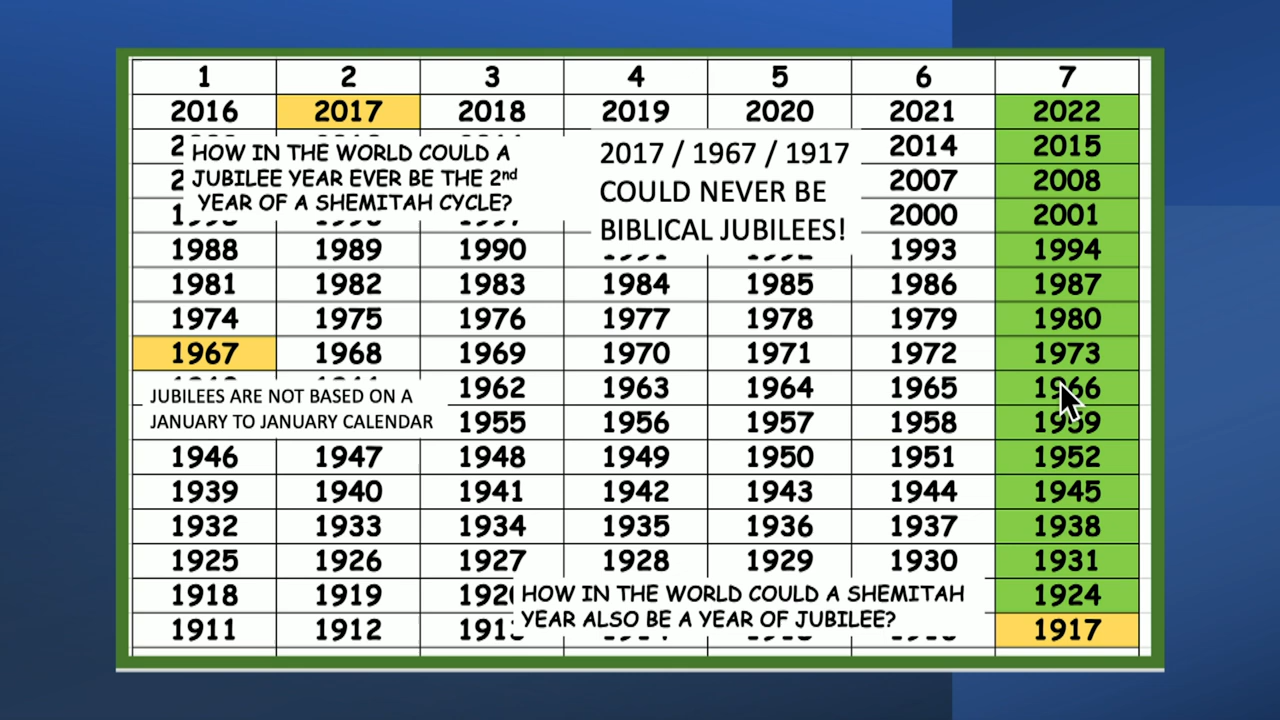 1 2 3 4 5 6 7
2016 2017 2018 2019 2020 2021 2022
2014 2015
HOW IN THE WORLD COULD A
JUBILEE YEAR EVER BE THE 2nd
YEAR OF A SHEMITAH CYCLE?
2017 / 1967 / 1917
COULD NEVER BE
BIBLICAL JUBILEES!
2007 2008
2000 2001
1988 1989 1990 1993 1994
1981 1982 1983 1984 1985 1986 1987
1974 1975 1976 1977 1978 1979 1980
1967 1968 1969 1970 1971 1972 1973
1962 1963 1964 1965 1966
JUBILEES ARE NOT BASED ON A
JANUARY TO JANUARY CALENDAR
1955 1956 1957 1958 1959
1946 1947 1948 1949 1950 1951 1952
1939 1940 1941 1942 1943 1944 1945
1932 1933 1934 1935 1936 1937 1938
1925 1926 1927 1928 1929 1930 1931
1918 1919 1924
HOW IN THE WORLD COULD A SHEMITAH
YEAR ALSO BE A YEAR OF JUBILEE?
1911 1912 1917